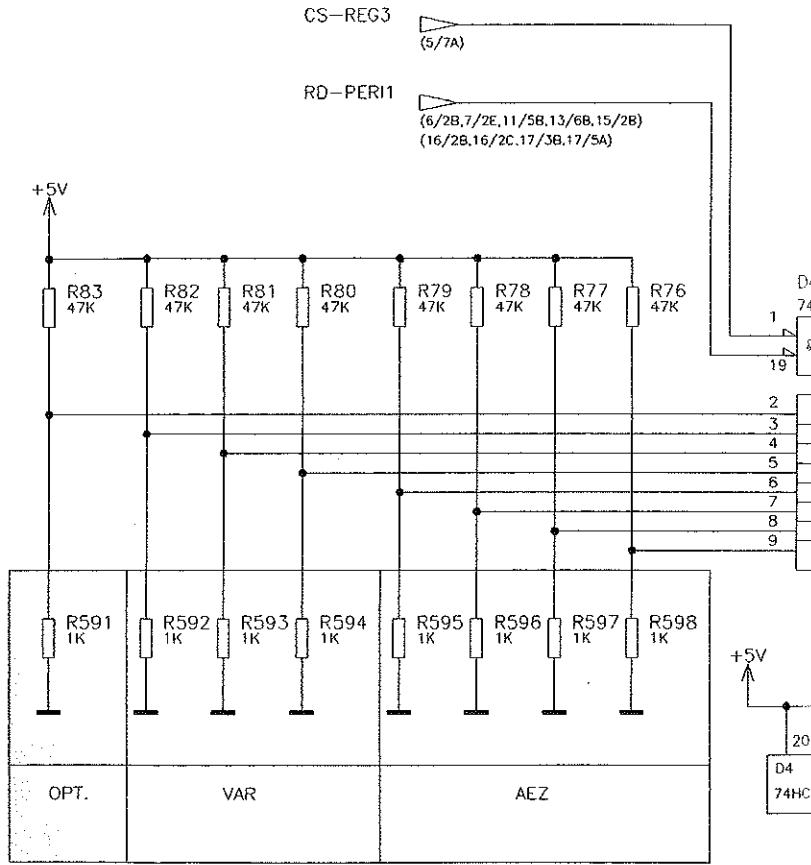 CS-REG3
(5/7A)
RD-PERI1
(6/2B,7/2E,11/5B,13/6B,15/2B)
(16/2B,16/2C,17/3B,17/5A)
+5V
R83 R82 R81 R80 R79 R78 R77 R76
47K 47K 47K 47K 47K 47K 47K 47K
D4
74
1
&
19
2
3
4
5
6
7
8
9
R591 R592 R593 R594 R595 R596 R597 R598
1K 1K 1K 1K 1K 1K 1K 1K
+5V
20
D4
74HC
OPT. VAR AEZ